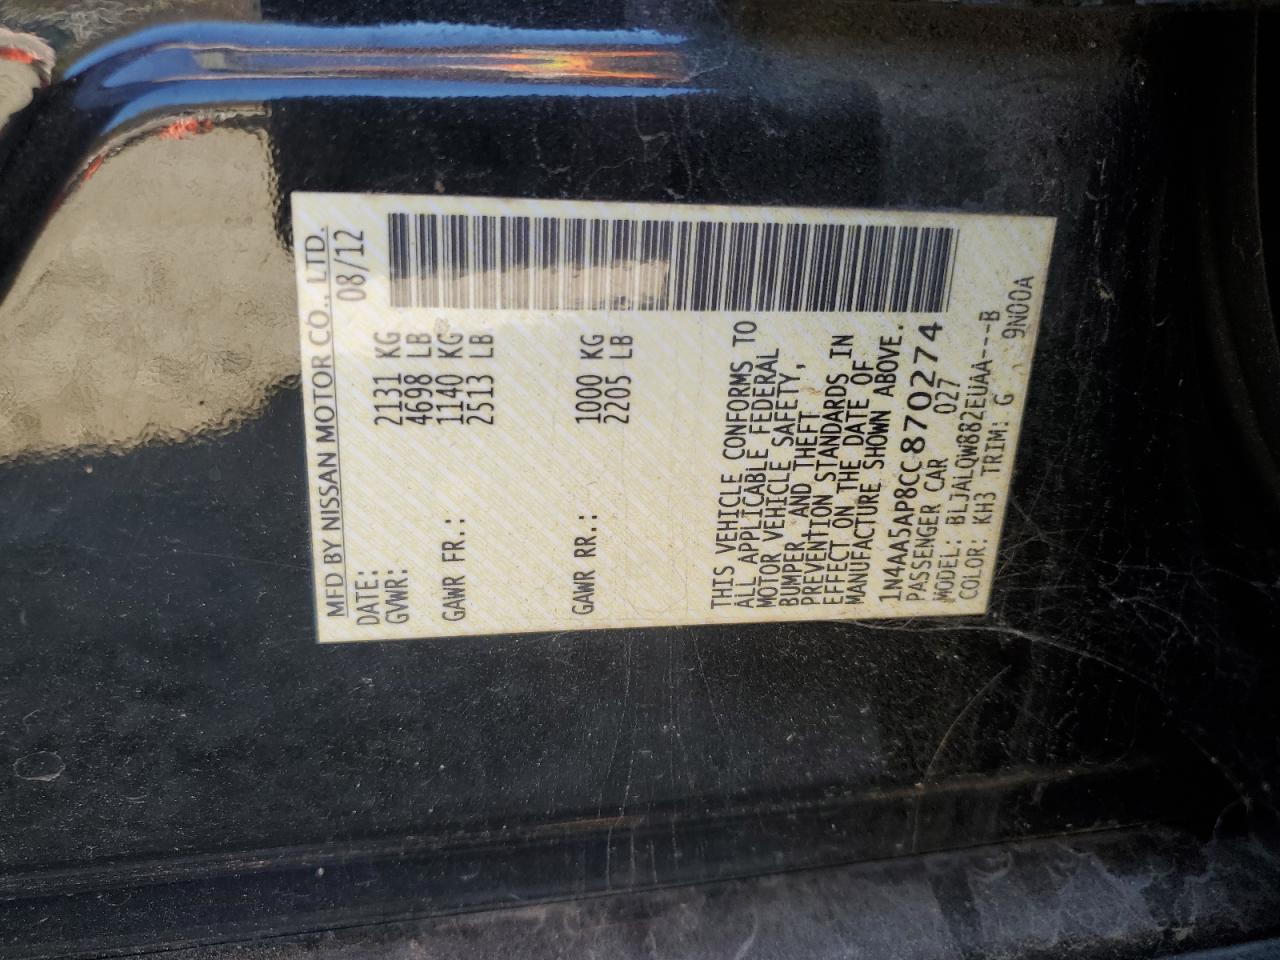 MFD BY NISSAN MOTOR CO., LTD.
DATE: 08/12
GVWR: 2131 KG
4698 LB
GAWR FR.: 1140 KG
2513 LB
GAWR RR.: 1000 KG
2205 LB
THIS VEHICLE CONFORMS TO
ALL APPLICABLE FEDERAL
MOTOR VEHICLE SAFETY,
BUMPER, AND THEFT
PREVENTION STANDARDS IN
EFFECT ON THE DATE OF
MANUFACTURE SHOWN ABOVE.
1N4AA5AP8CC870274
PASSENGER CAR 027
MODEL: BLJALQW882EUAA---B
COLOR: KH3 TRIM: G 9N00A